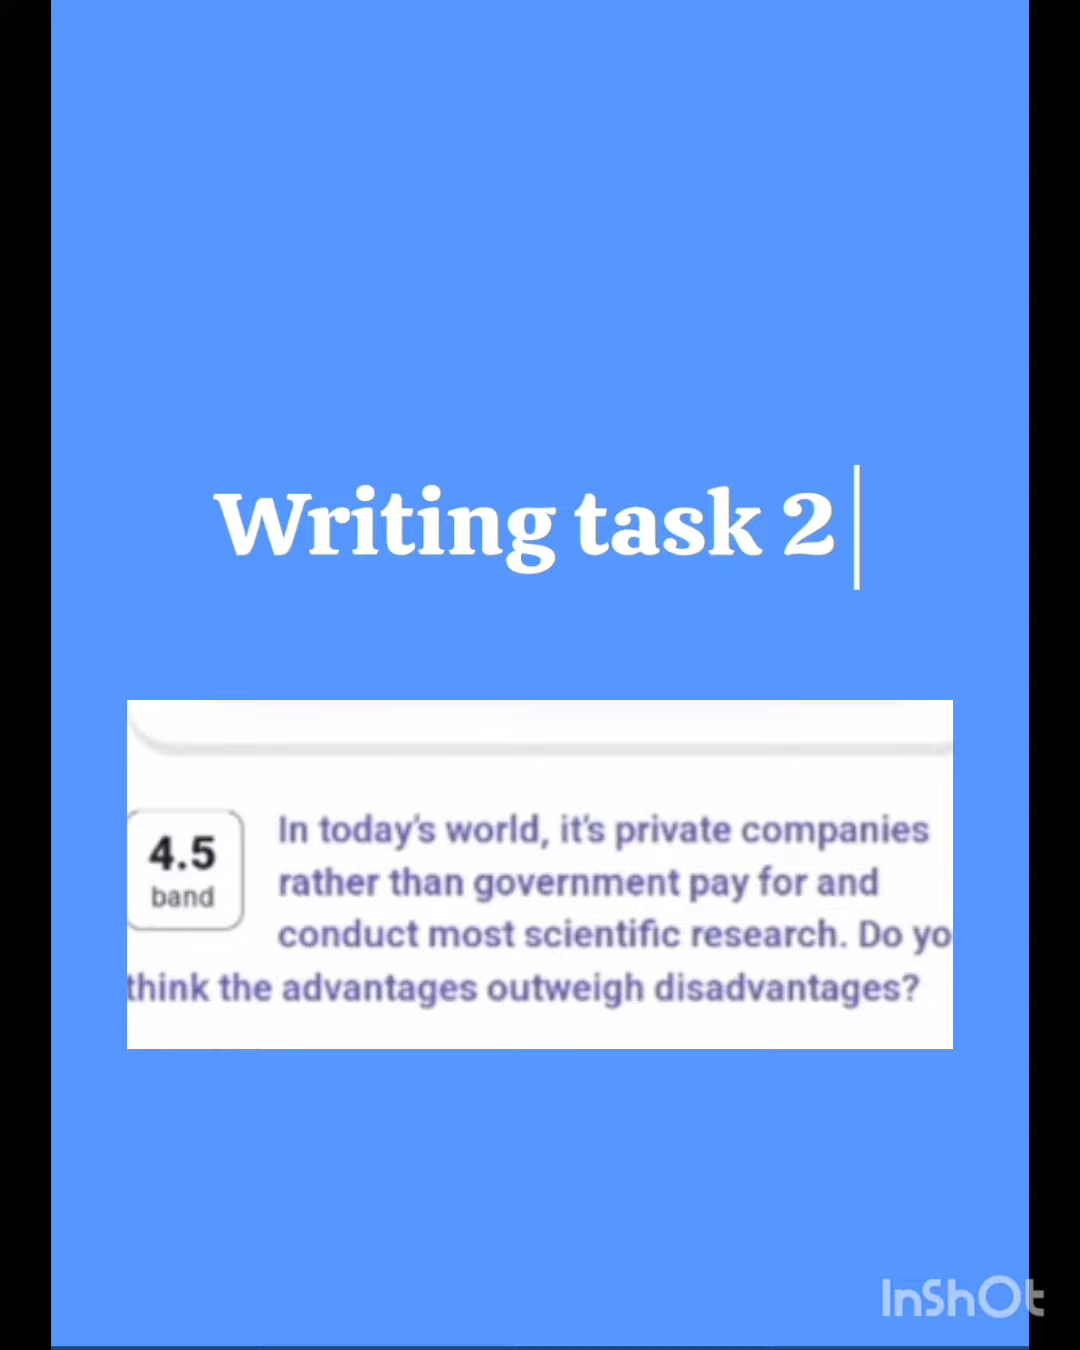 Writing task 2
4.5
band
In today's world, it's private companies
rather than government pay for and
conduct most scientific research. Do yo
think the advantages outweigh disadvantages?
InShOt